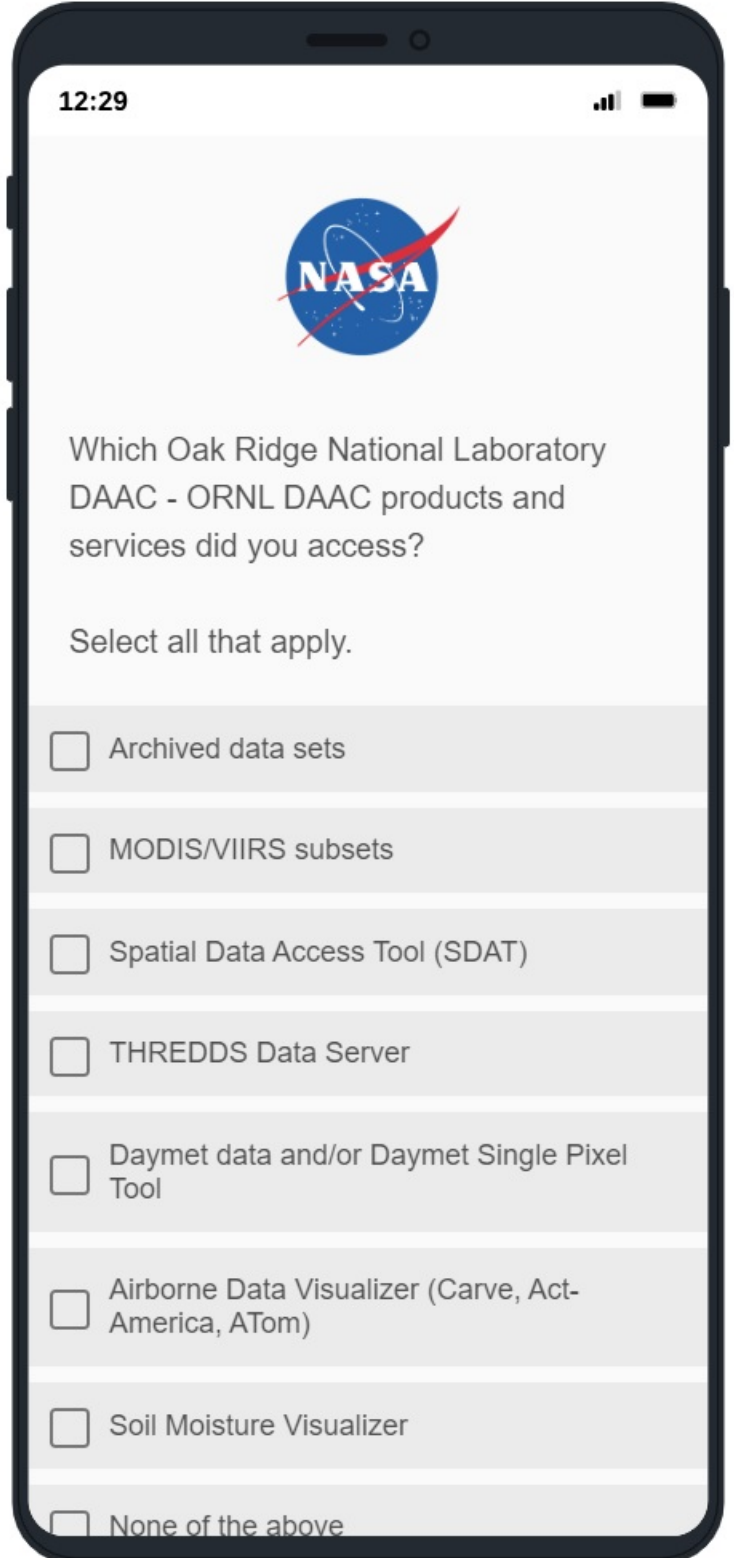 12:29
NASA
Which Oak Ridge National Laboratory
DAAC - ORNL DAAC products and
services did you access?
Select all that apply.
Archived data sets
MODIS/VIIRS subsets
Spatial Data Access Tool (SDAT)
THREDDS Data Server
Daymet data and/or Daymet Single Pixel
Tool
Airborne Data Visualizer (Carve, Act-
America, ATom)
Soil Moisture Visualizer
None of the above